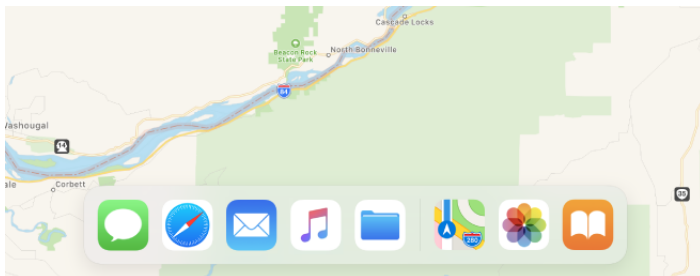 Cascade Locks
North Bonneville
Beacon Rock
State Park
84
Washougal
14
Corbett
35
280